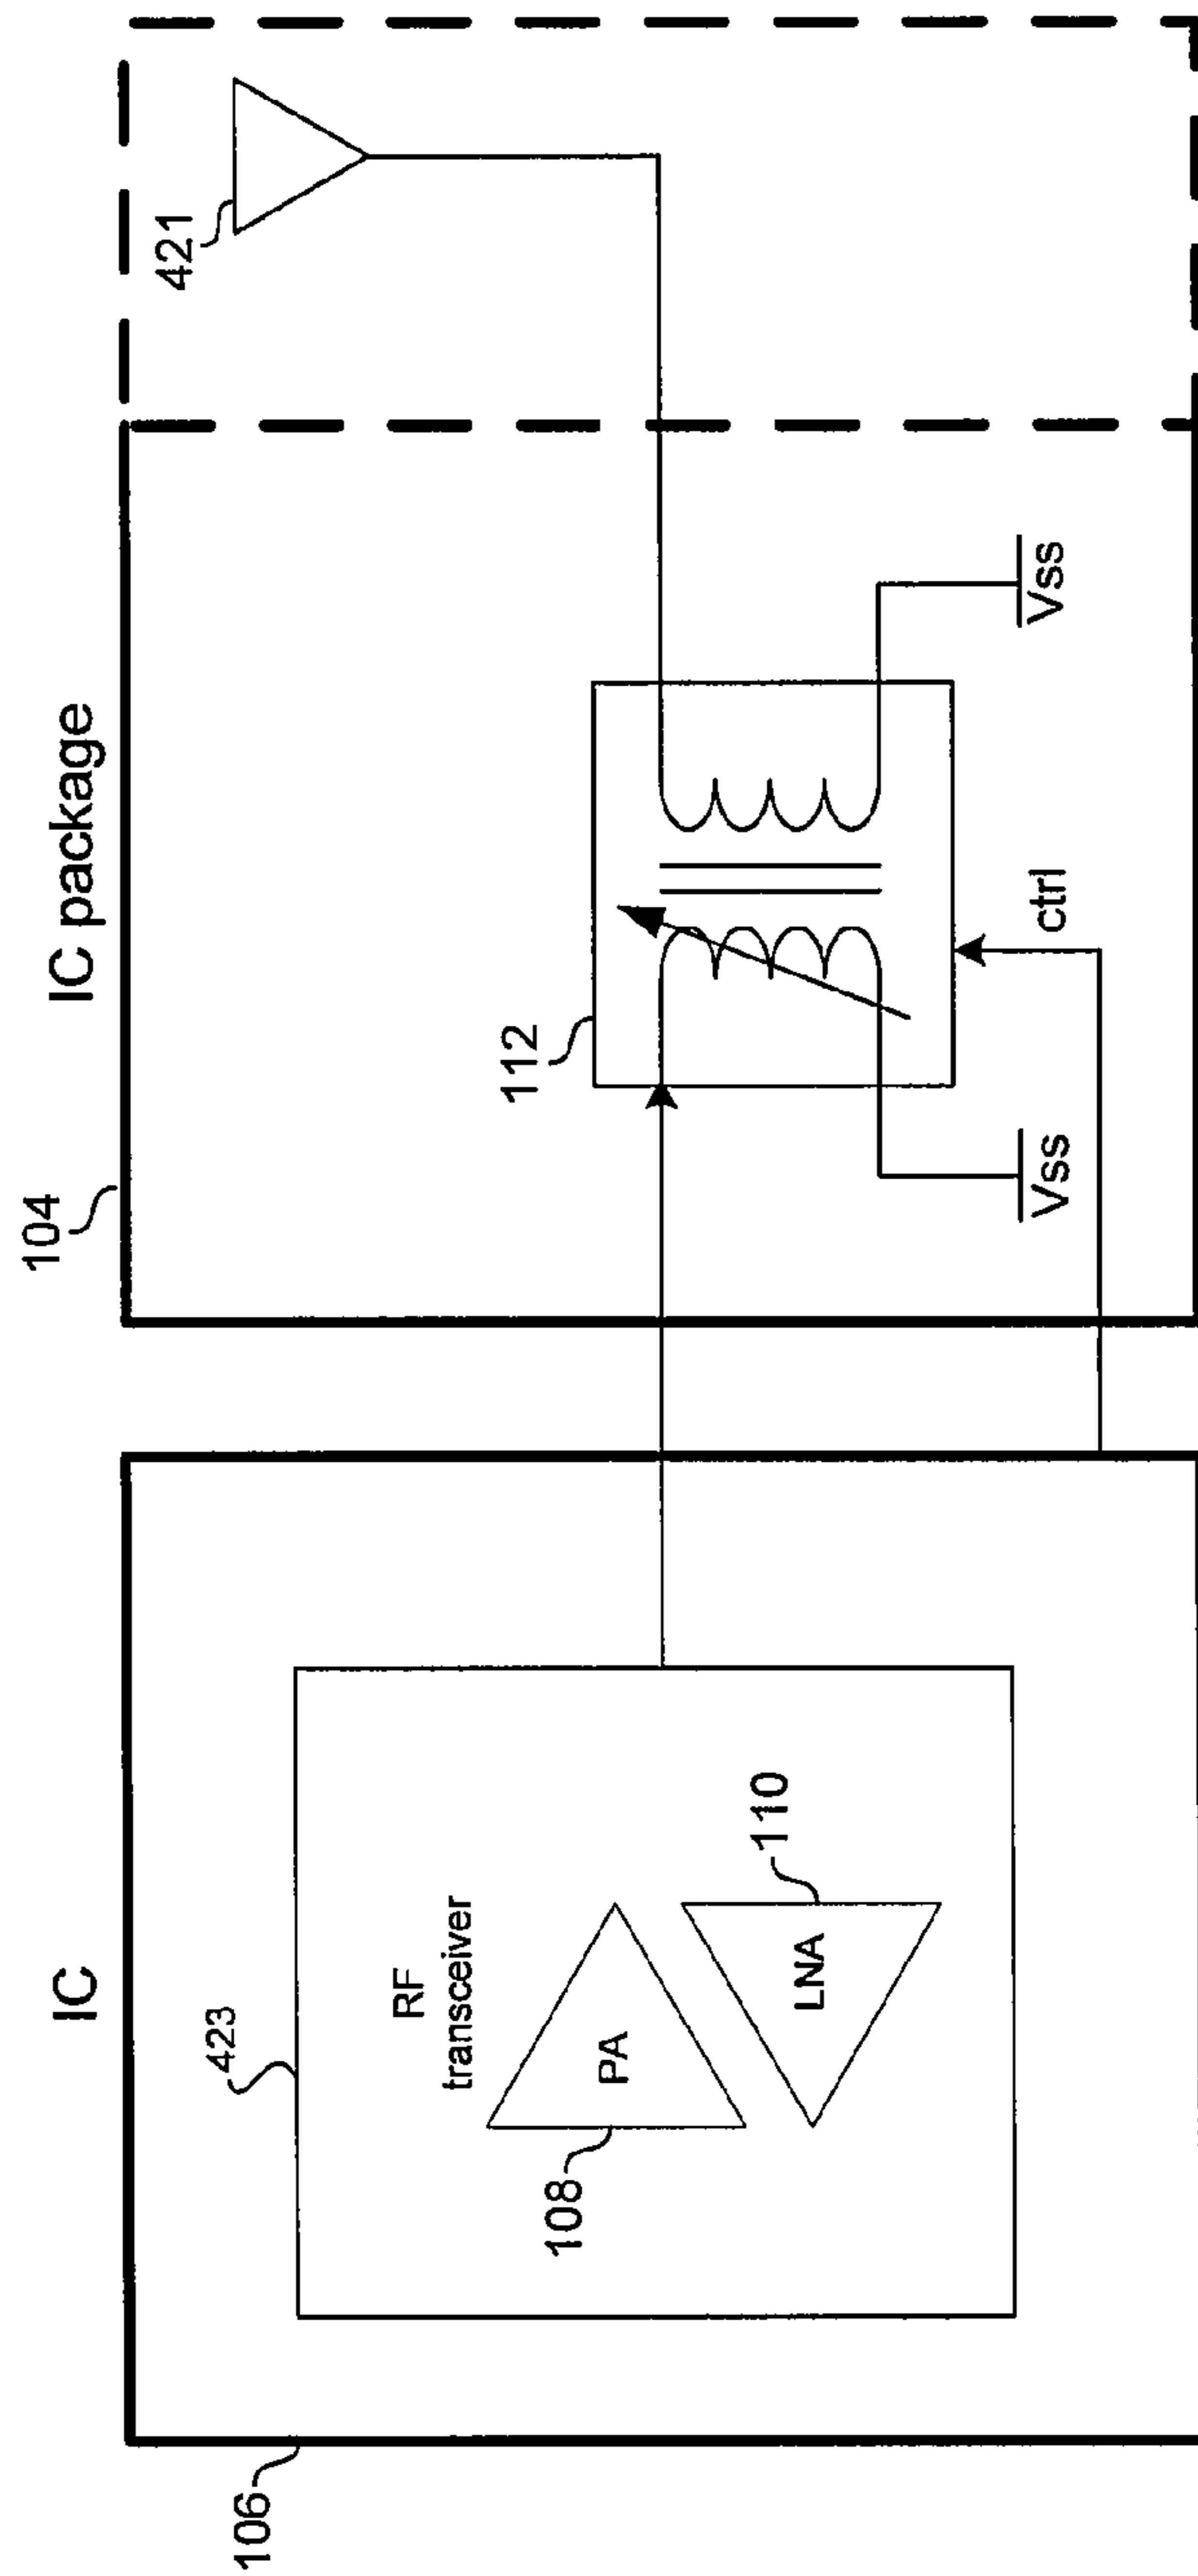 IC
IC package
106
423
RF
transceiver
108
PA
LNA
110
104
112
Vss
ctrl
Vss
421